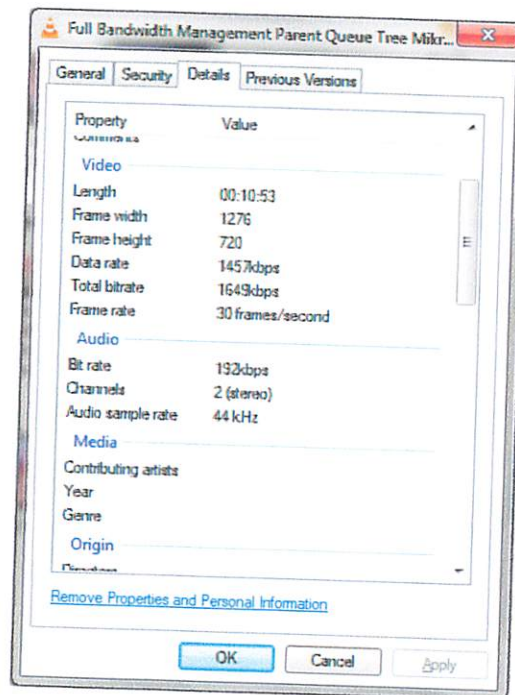 Full Bandwidth Management Parent Queue Tree Mikr...
General Security Details Previous Versions
Property Value
Comments
Video
Length 00:10:53
Frame width 1276
Frame height 720
Data rate 1457kbps
Total bitrate 1649kbps
Frame rate 30 frames/second
Audio
Bit rate 192kbps
Channels 2 (stereo)
Audio sample rate 44 kHz
Media
Contributing artists
Year
Genre
Origin
Directors
Remove Properties and Personal Information
OK Cancel Apply